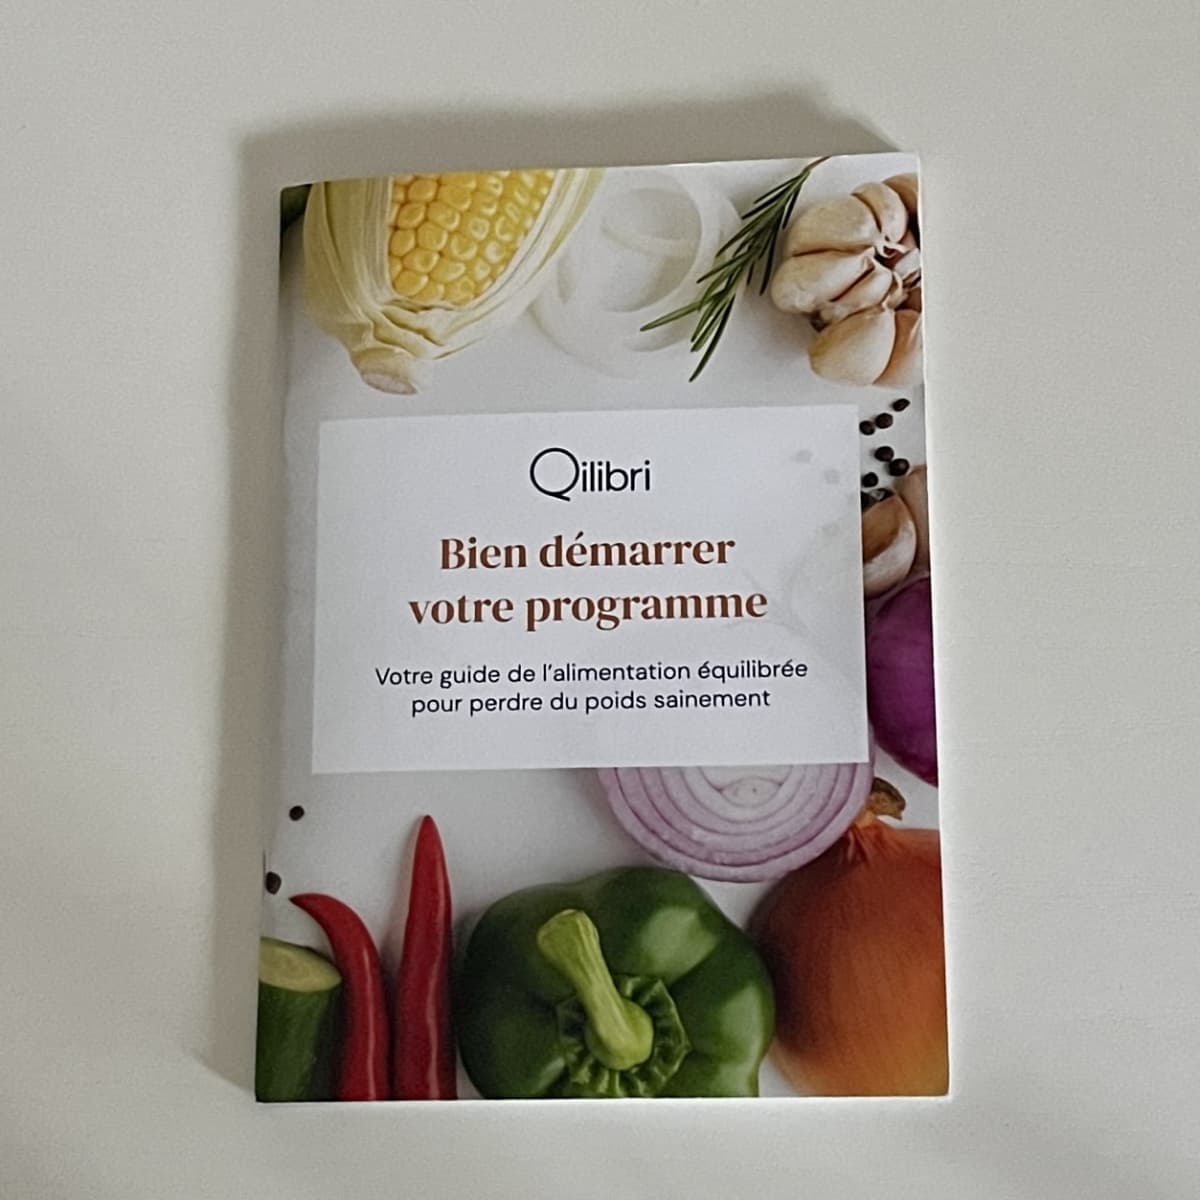 Qilibri
Bien démarrer
votre programme
Votre guide de l'alimentation équilibrée
pour perdre du poids sainement